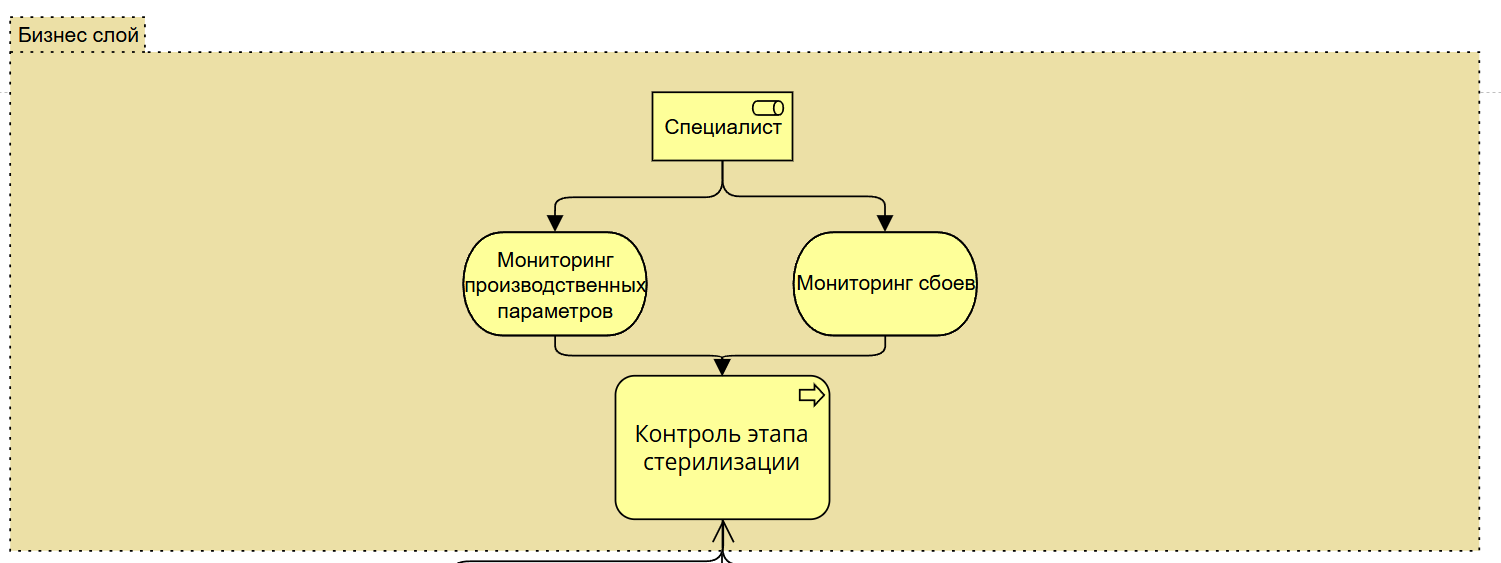 Бизнес слой
Специалист
Мониторинг
производственных
параметров
Мониторинг сбоев
Контроль этапа
стерилизации